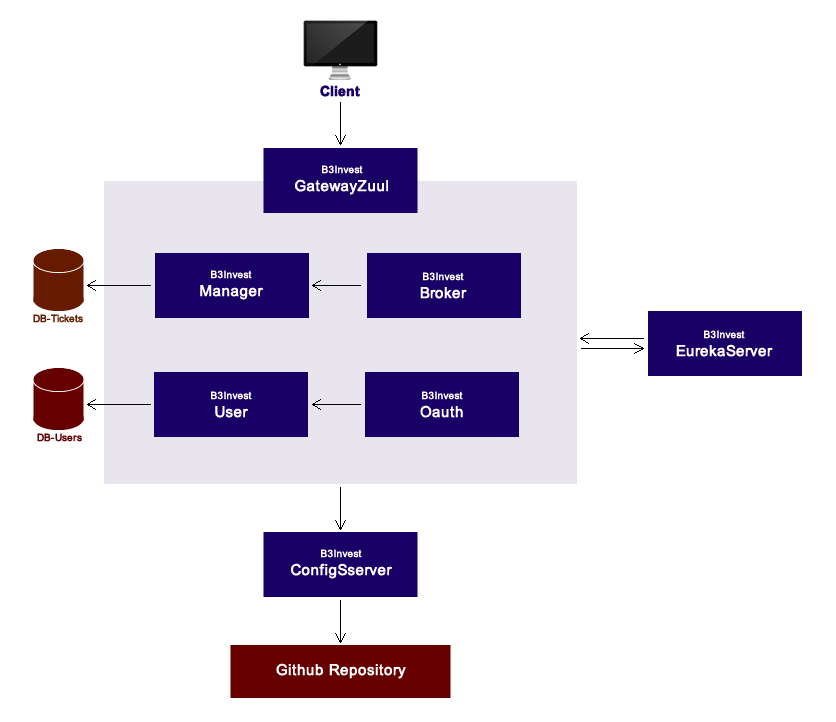 Client
B3Invest
GatewayZuul
B3Invest
Manager
B3Invest
Broker
DB-Tickets
B3Invest
EurekaServer
B3Invest
User
B3Invest
Oauth
DB-Users
B3Invest
ConfigSserver
Github Repository